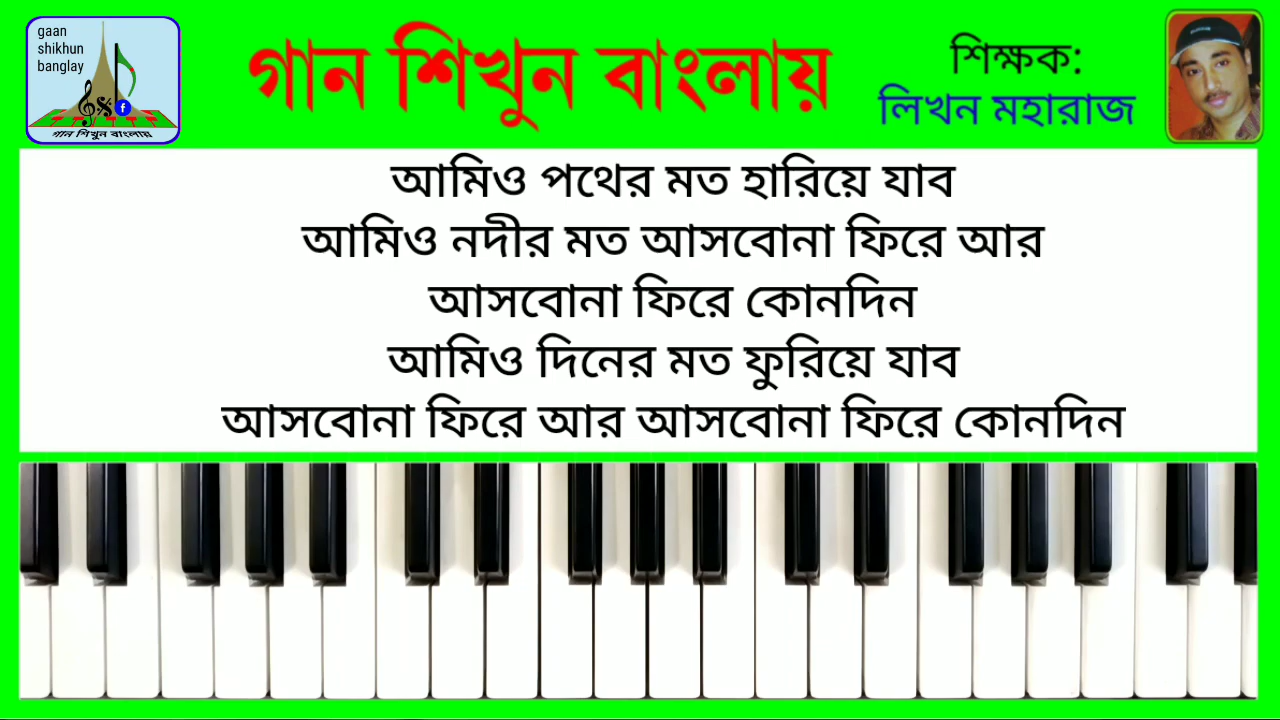 gaan
shikhun
banglay
গান শিখুন বাংলায়
গান শিখুন বাংলায়
শিক্ষক:
লিখন মহারাজ
আমিও পথের মত হারিয়ে যাব
আমিও নদীর মত আসবোনা ফিরে আর
আসবোনা ফিরে কোনদিন
আমিও দিনের মত ফুরিয়ে যাব
আসবোনা ফিরে আর আসবোনা ফিরে কোনদিন